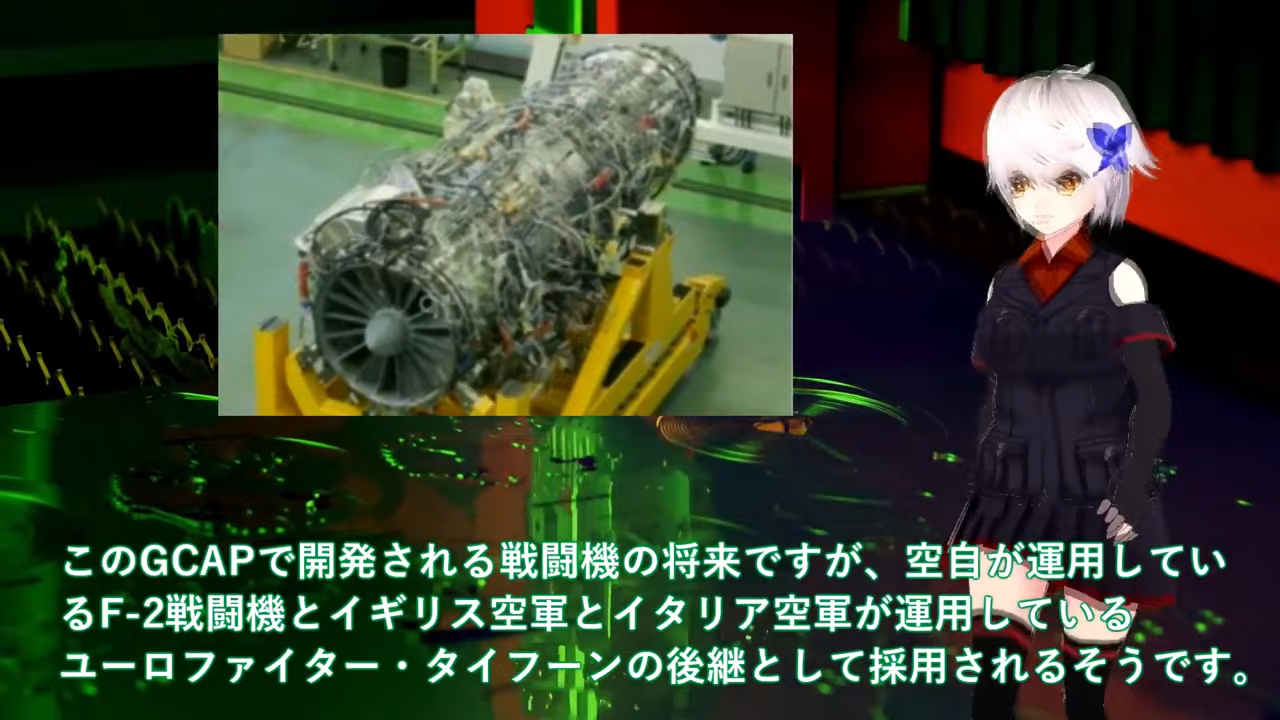 このGCAPで開発される戦闘機の将来ですが、空自が運用してい
るF-2戦闘機とイギリス空軍とイタリア空軍が運用している
ユーロファイター・タイフーンの後継として採用されるそうです。